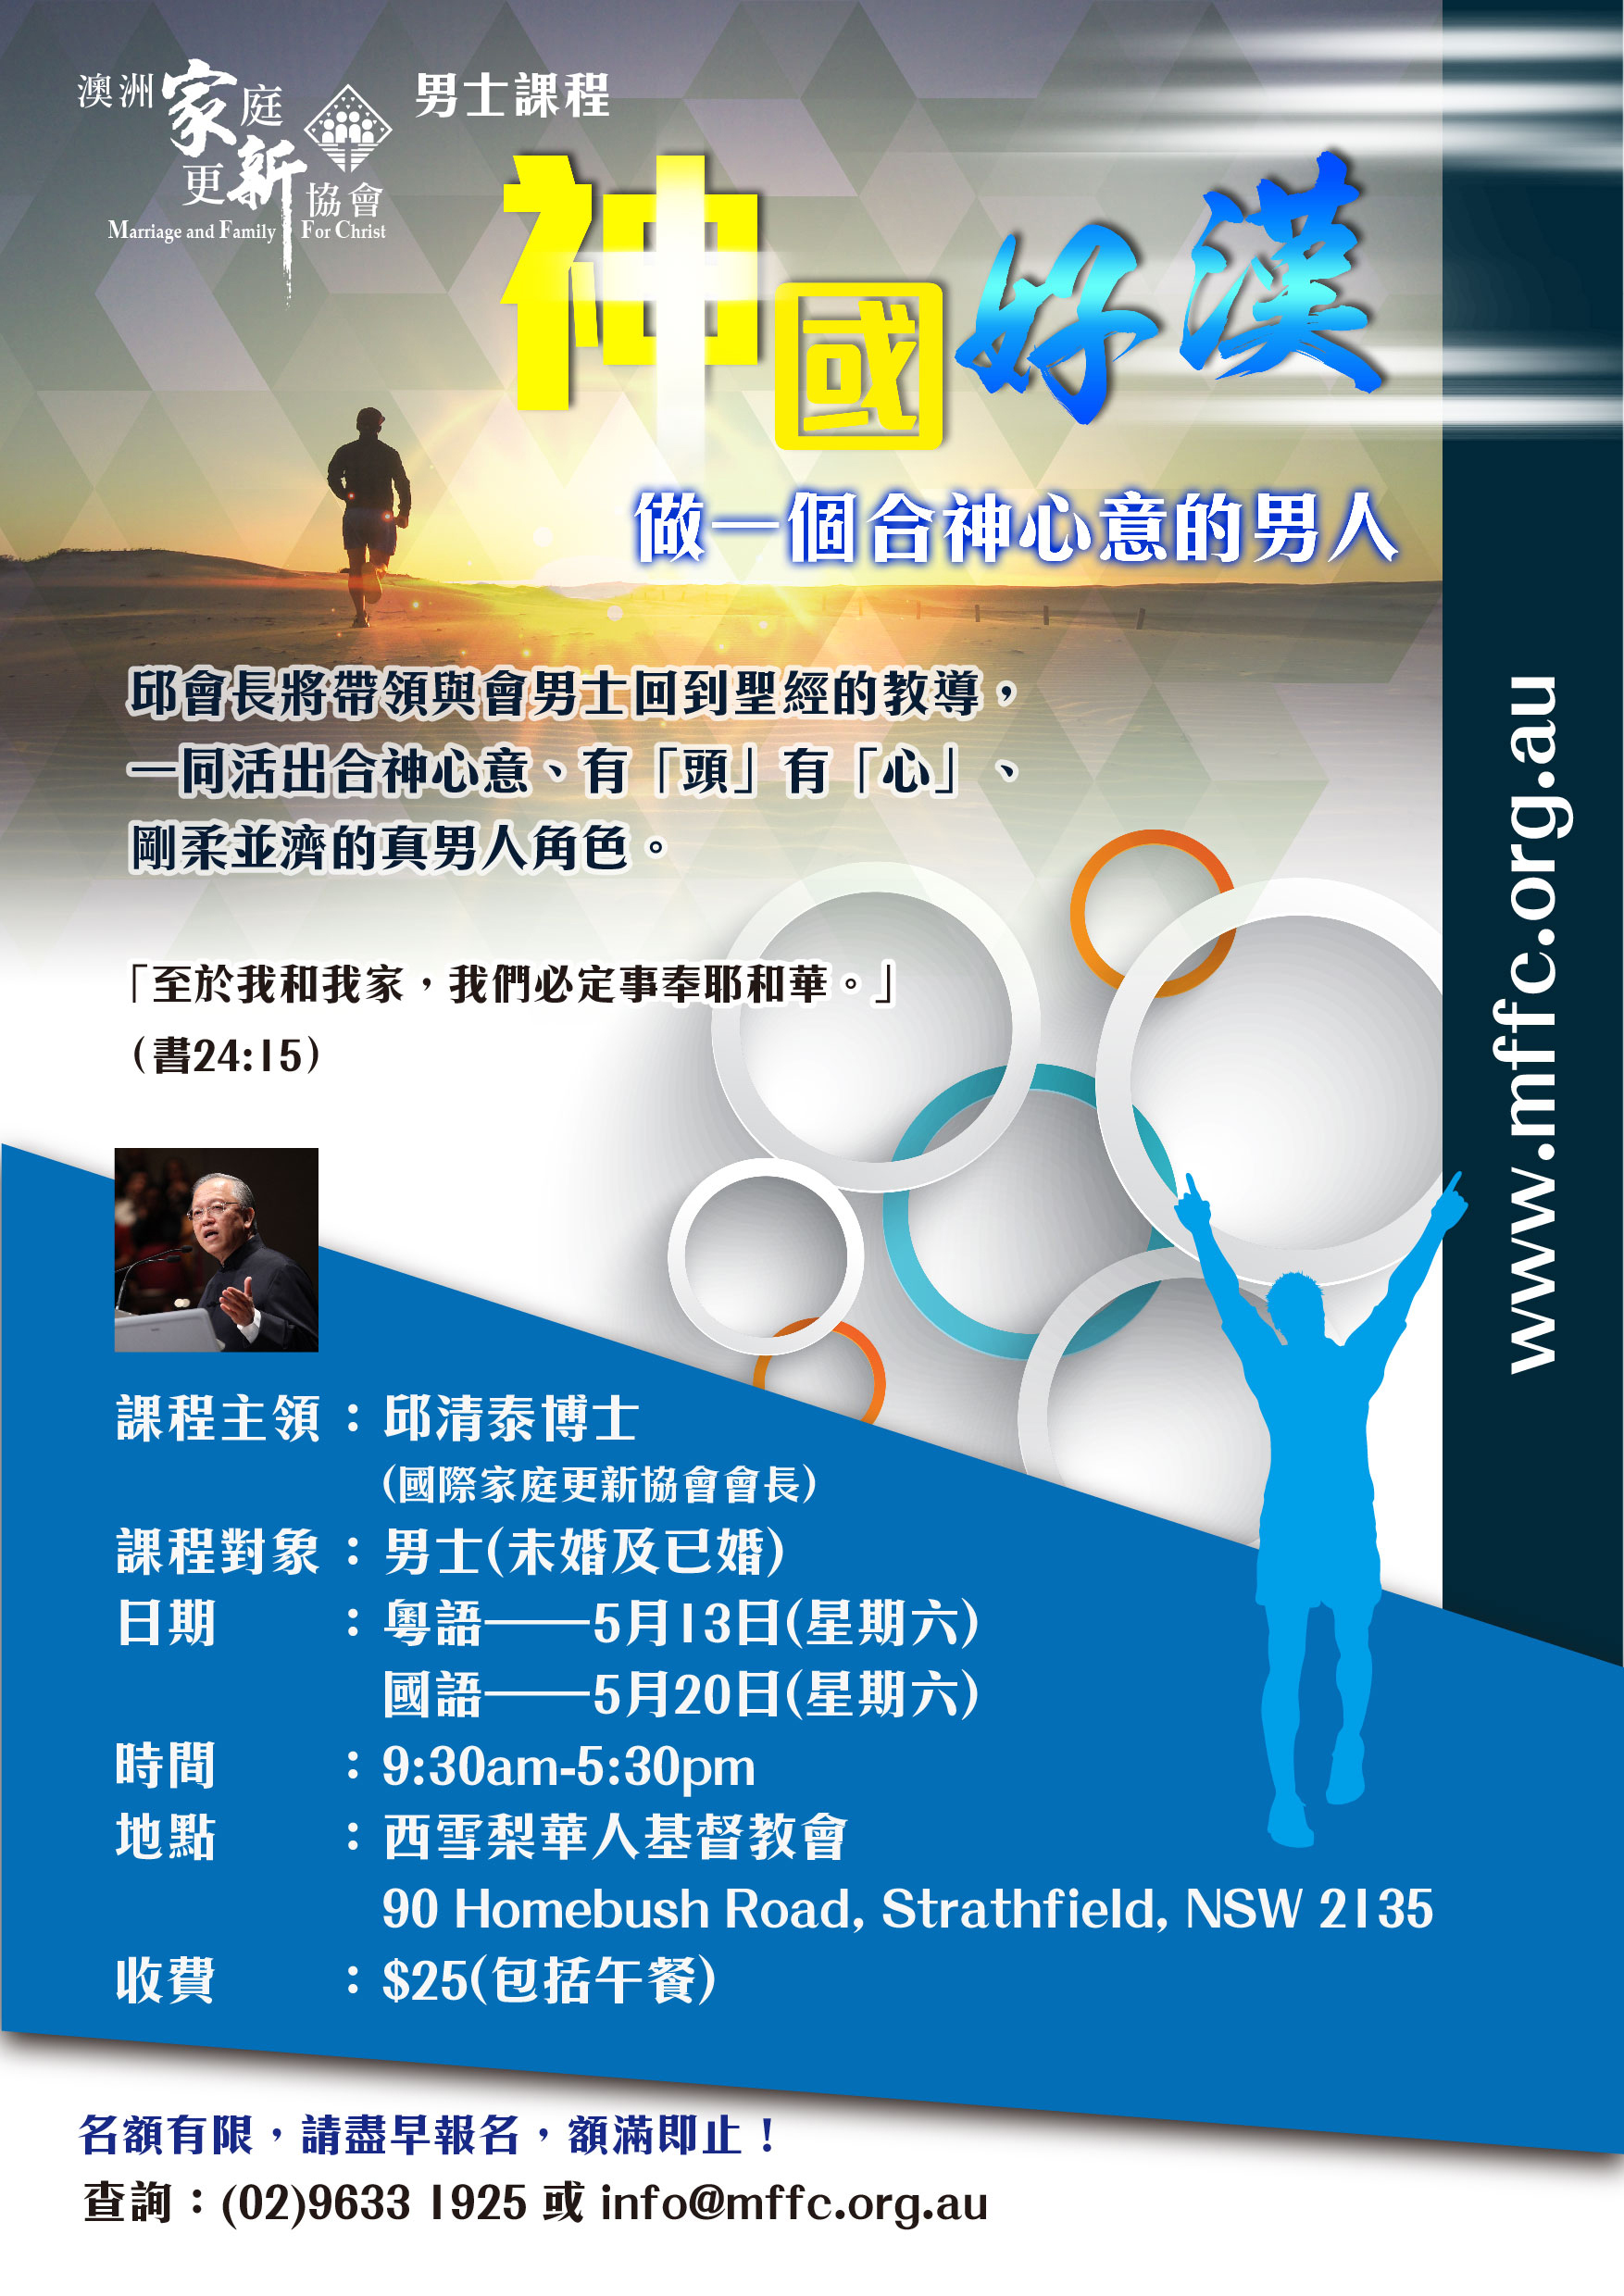 澳洲家庭
更新協會
Marriage and Family For Christ
男士課程
神國好漢
做一個合神心意的男人
邱會長將帶領與會男士回到聖經的教導，
一同活出合神心意、有「頭」有「心」、
剛柔並濟的真男人角色。
「至於我和我家，我們必定事奉耶和華。」
（書24:15）
www.mffc.org.au
課程主領：邱清泰博士
(國際家庭更新協會會長)
課程對象：男士(未婚及已婚)
日期：粵語——5月13日(星期六)
國語——5月20日(星期六)
時間：9:30am-5:30pm
地點：西雪梨華人基督教會
90 Homebush Road, Strathfield, NSW 2135
收費：$25(包括午餐)
名額有限，請盡早報名，額滿即止！
查詢：(02)9633 1925 或 info@mffc.org.au